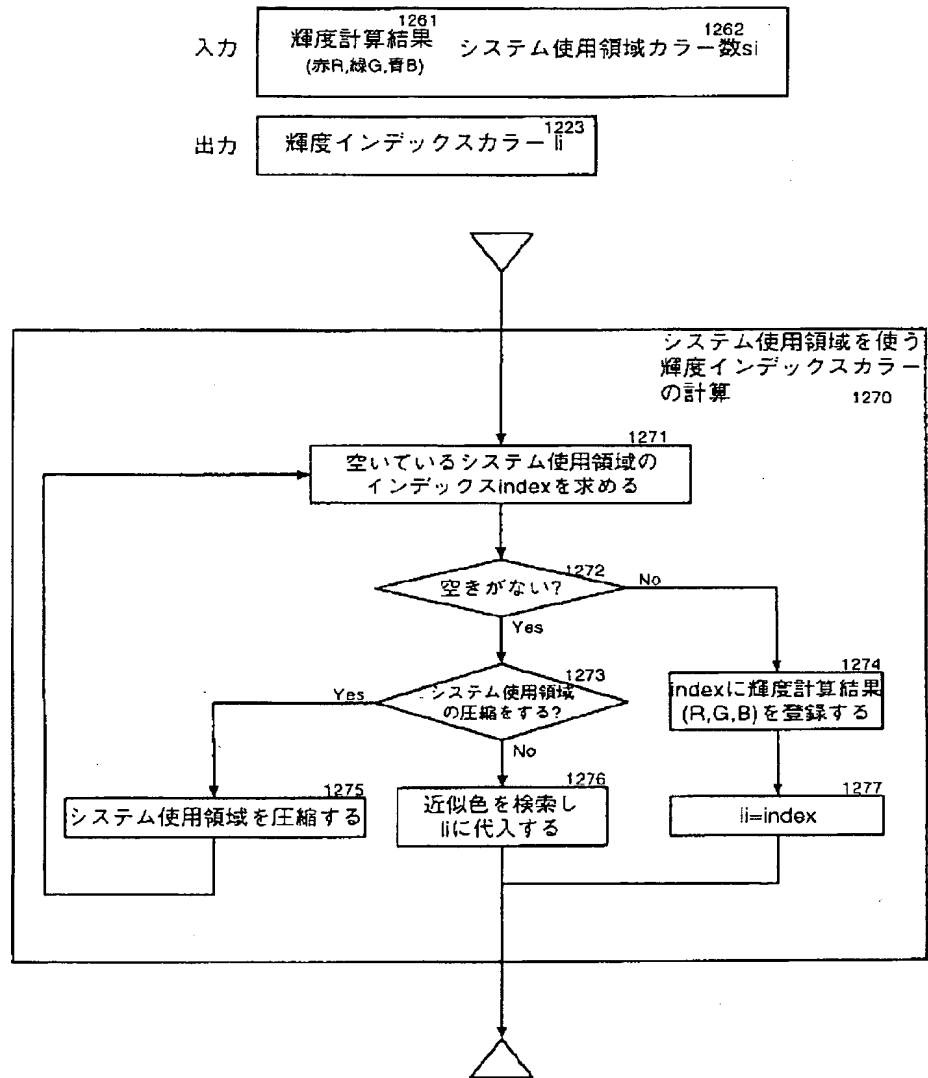 入力
1261
輝度計算結果
(赤R,緑G,青B)
1262
システム使用領域カラー数si
出力
1223
輝度インデックスカラー li
システム使用領域を使う
輝度インデックスカラー
の計算
1270
1271
空いているシステム使用領域の
インデックスindexを求める
1272
空きがない?
No
Yes
1273
システム使用領域
の圧縮をする?
Yes
No
1274
indexに輝度計算結果
(R,G,B)を登録する
1275
システム使用領域を圧縮する
1276
近似色を検索し
liに代入する
1277
li=index